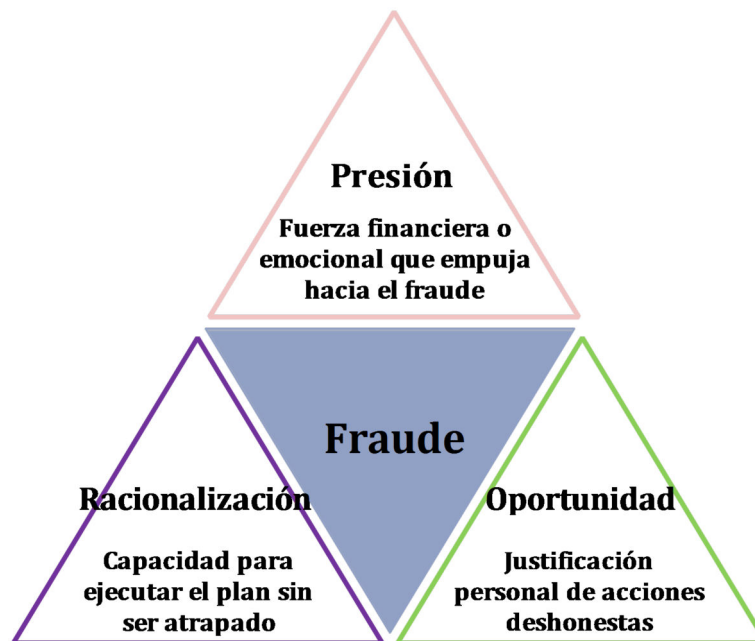 Presión
Fuerza financiera o
emocional que empuja
hacia el fraude
Fraude
Racionalización
Capacidad para
ejecutar el plan sin
ser atrapado
Oportunidad
Justificación
personal de acciones
deshonestas